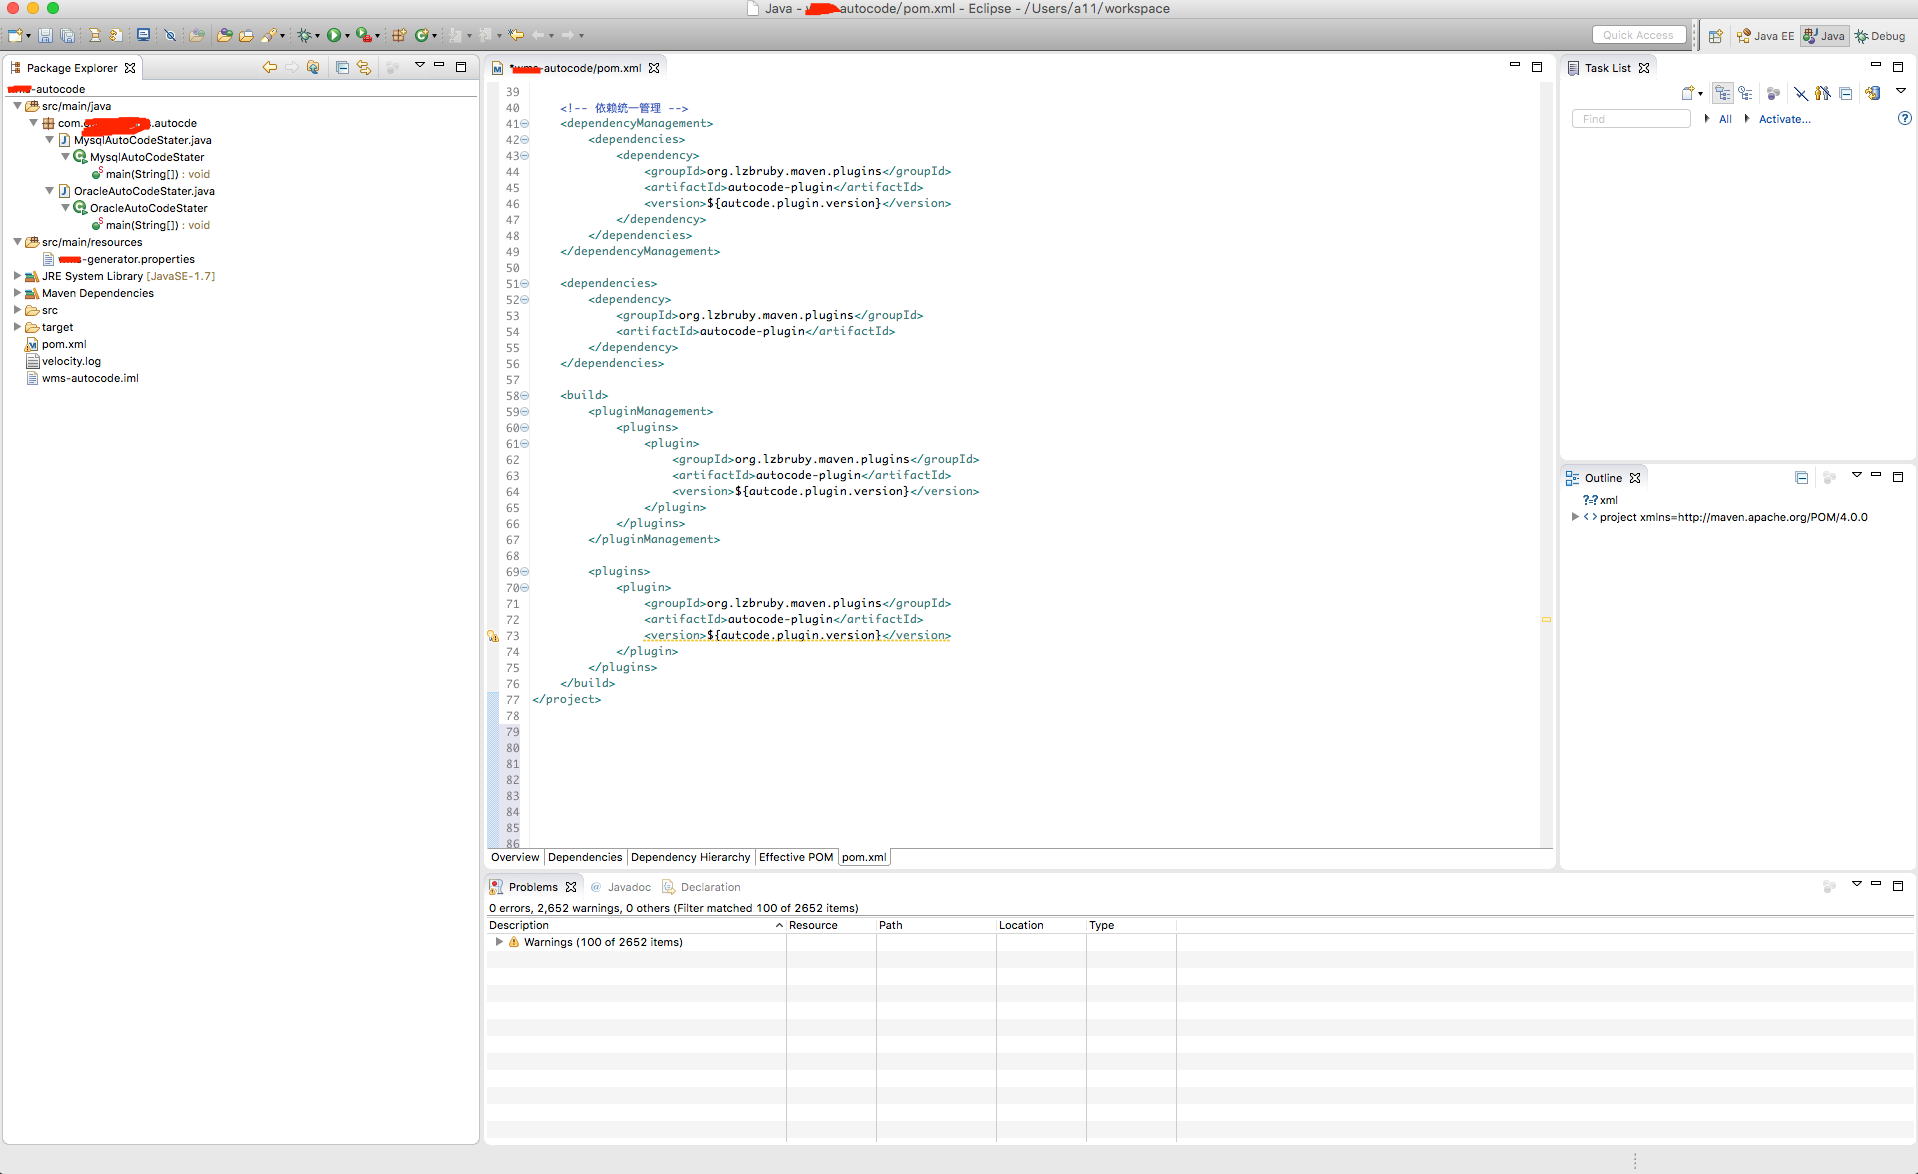 Java - autocode/pom.xml - Eclipse - /Users/a11/workspace
Quick Access
Java EE
Java
Debug
Package Explorer
-autocode
src/main/java
com. .autocde
MysqlAutoCodeStater.java
MysqlAutoCodeStater
main(String[]) : void
OracleAutoCodeStater.java
OracleAutoCodeStater
main(String[]) : void
src/main/resources
-generator.properties
JRE System Library [JavaSE-1.7]
Maven Dependencies
src
target
pom.xml
velocity.log
wms-autocode.iml
-autocode/pom.xml
39
40 <!-- 依赖统一管理 -->
41 <dependencyManagement>
42 <dependencies>
43 <dependency>
44 <groupId>org.lzbruby.maven.plugins</groupId>
45 <artifactId>autocode-plugin</artifactId>
46 <version>${autcode.plugin.version}</version>
47 </dependency>
48 </dependencies>
49 </dependencyManagement>
50
51 <dependencies>
52 <dependency>
53 <groupId>org.lzbruby.maven.plugins</groupId>
54 <artifactId>autocode-plugin</artifactId>
55 </dependency>
56 </dependencies>
57
58 <build>
59 <pluginManagement>
60 <plugins>
61 <plugin>
62 <groupId>org.lzbruby.maven.plugins</groupId>
63 <artifactId>autocode-plugin</artifactId>
64 <version>${autcode.plugin.version}</version>
65 </plugin>
66 </plugins>
67 </pluginManagement>
68
69 <plugins>
70 <plugin>
71 <groupId>org.lzbruby.maven.plugins</groupId>
72 <artifactId>autocode-plugin</artifactId>
73 <version>${autcode.plugin.version}</version>
74 </plugin>
75 </plugins>
76 </build>
77 </project>
78
79
80
81
82
83
84
85
86
Overview
Dependencies
Dependency Hierarchy
Effective POM
pom.xml
Task List
Find
All
Activate...
Outline
?=? xml
<> project xmlns=http://maven.apache.org/POM/4.0.0
Problems
@ Javadoc
Declaration
0 errors, 2,652 warnings, 0 others (Filter matched 100 of 2652 items)
Description Resource Path Location Type
Warnings (100 of 2652 items)